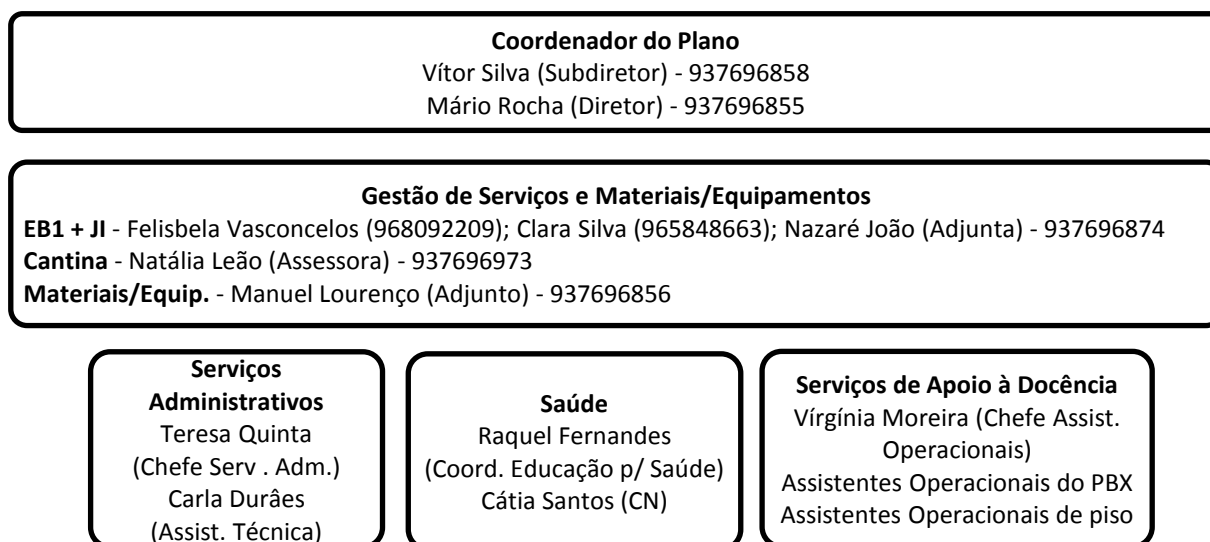 Coordenador do Plano
Vítor Silva (Subdiretor) - 937696858
Mário Rocha (Diretor) - 937696855
Gestão de Serviços e Materiais/Equipamentos
EB1 + JI - Felisbela Vasconcelos (968092209); Clara Silva (965848663); Nazaré João (Adjunta) - 937696874
Cantina - Natália Leão (Assessora) - 937696973
Materiais/Equip. - Manuel Lourenço (Adjunto) - 937696856
Serviços
Administrativos
Teresa Quinta
(Chefe Serv . Adm.)
Carla Durâes
(Assist. Técnica)
Saúde
Raquel Fernandes
(Coord. Educação p/ Saúde)
Cátia Santos (CN)
Serviços de Apoio à Docência
Vírgínia Moreira (Chefe Assist.
Operacionais)
Assistentes Operacionais do PBX
Assistentes Operacionais de piso